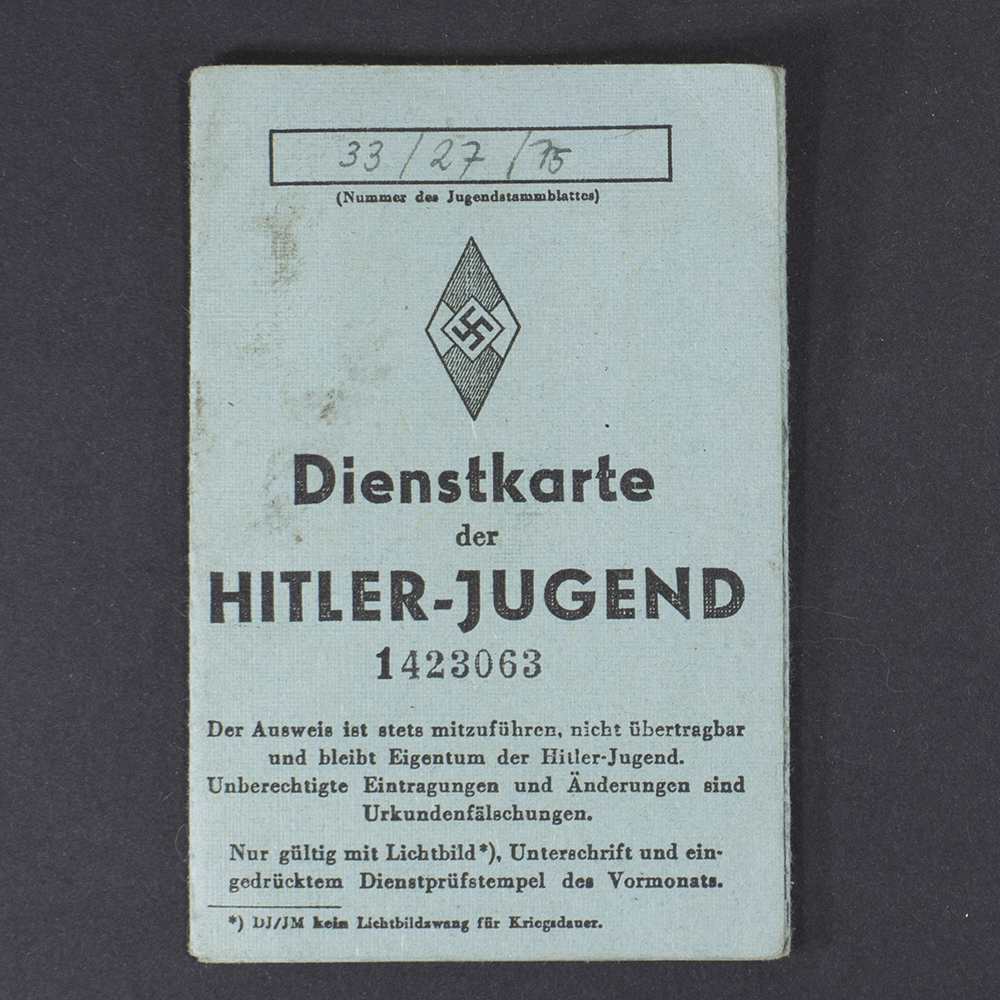 33/27/75
(Nummer des Jugendstammblattes)
Dienstkarte
der
HITLER-JUGEND
1423063
Der Ausweis ist stets mitzuführen, nicht übertragbar
und bleibt Eigentum der Hitler-Jugend.
Unberechtigte Eintragungen und Änderungen sind
Urkundenfälschungen.
Nur gültig mit Lichtbild*), Unterschrift und ein-
gedrücktem Dienstprüfstempel des Vormonats.
*) DJ/JM kein Lichtbildzwang für Kriegsdauer.